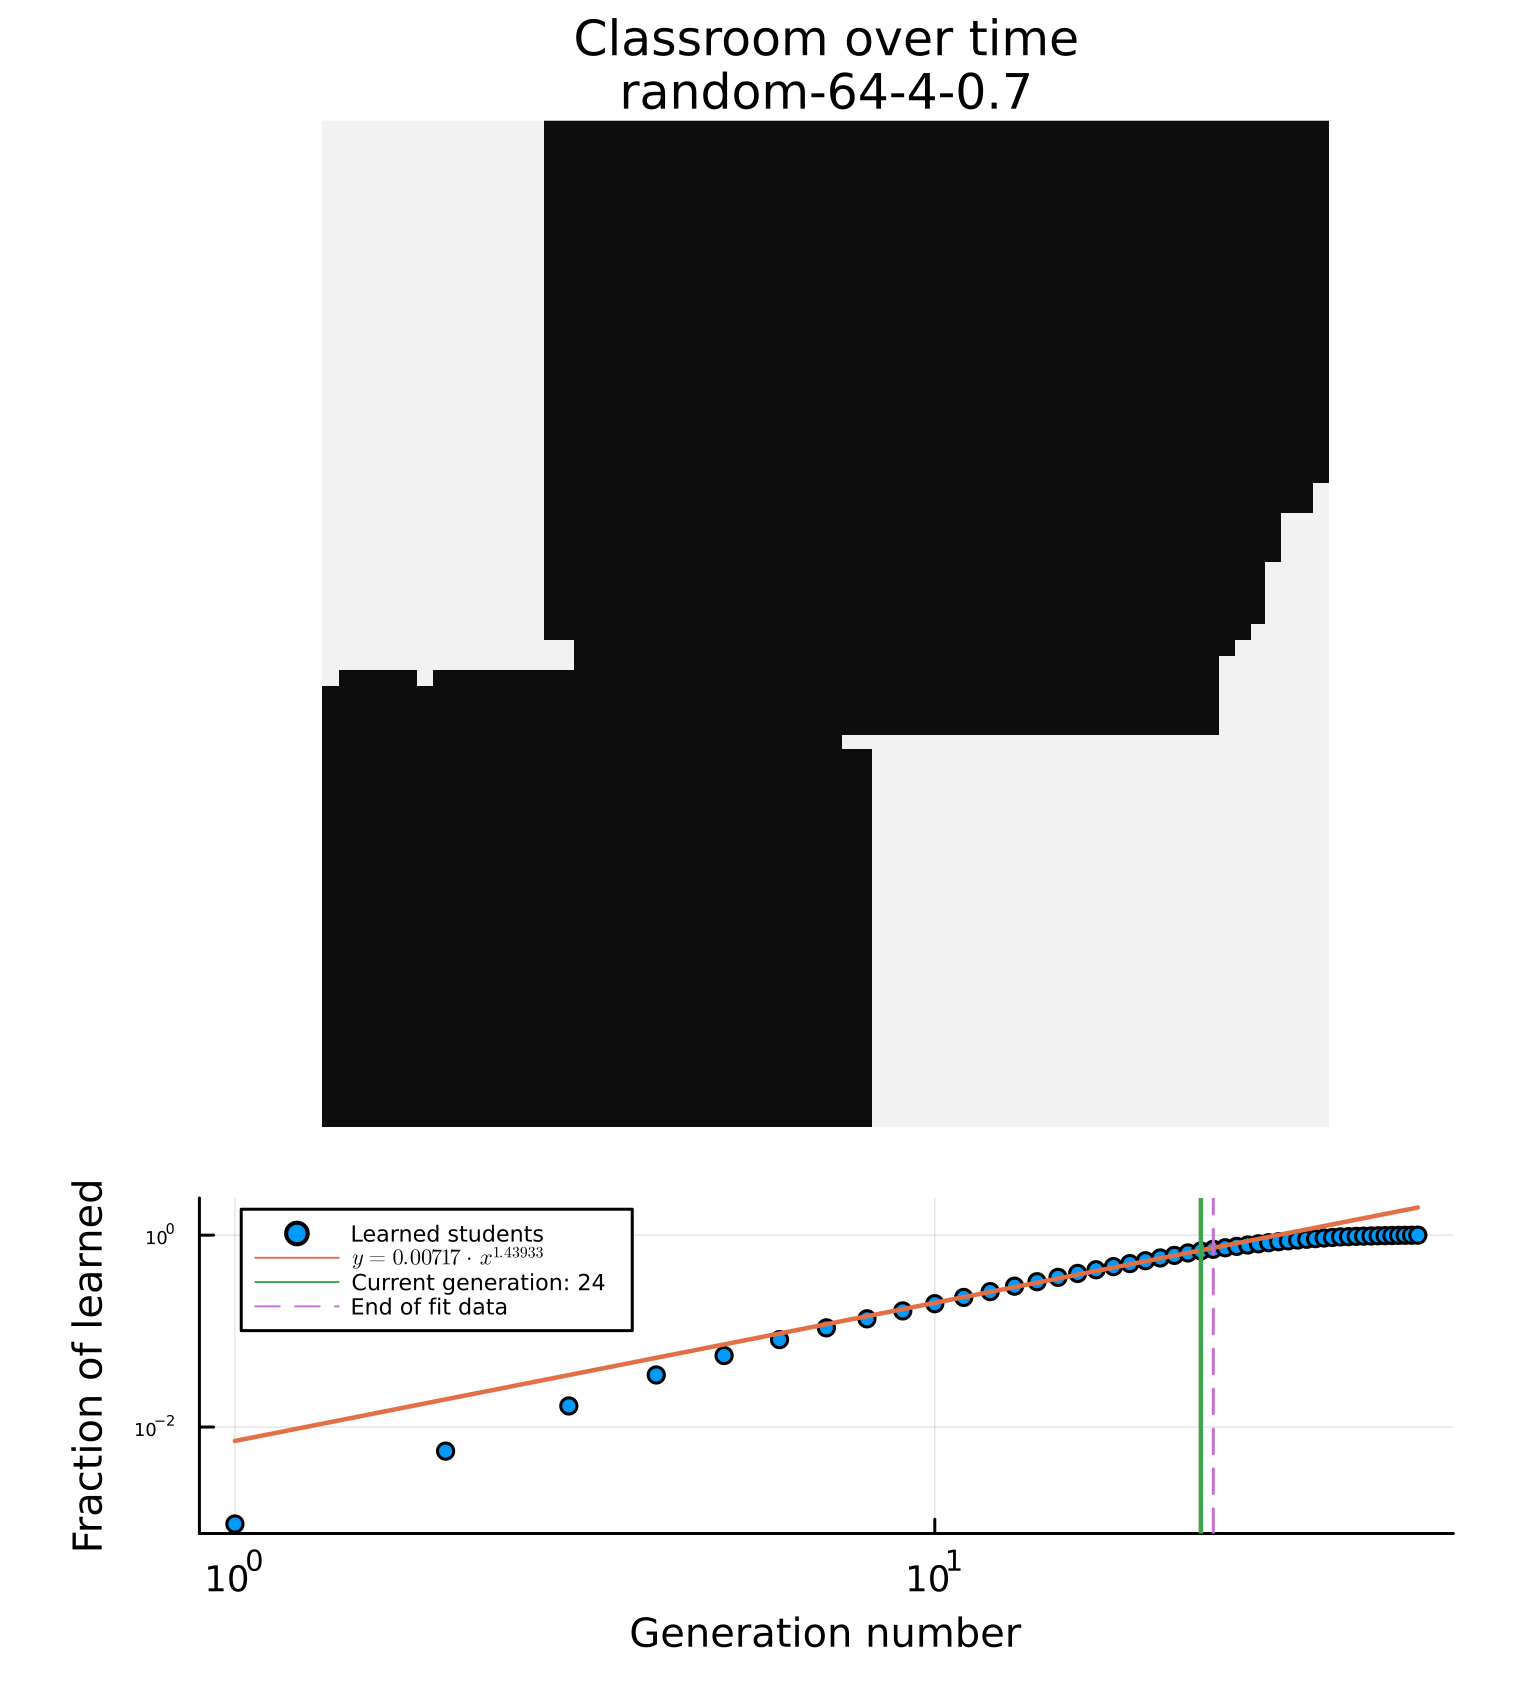 Classroom over time
random-64-4-0.7
Fraction of learned
10^0
10^−2
Learned students
y = 0.00717 · x^1.43933
Current generation: 24
End of fit data
10^0
10^1
Generation number